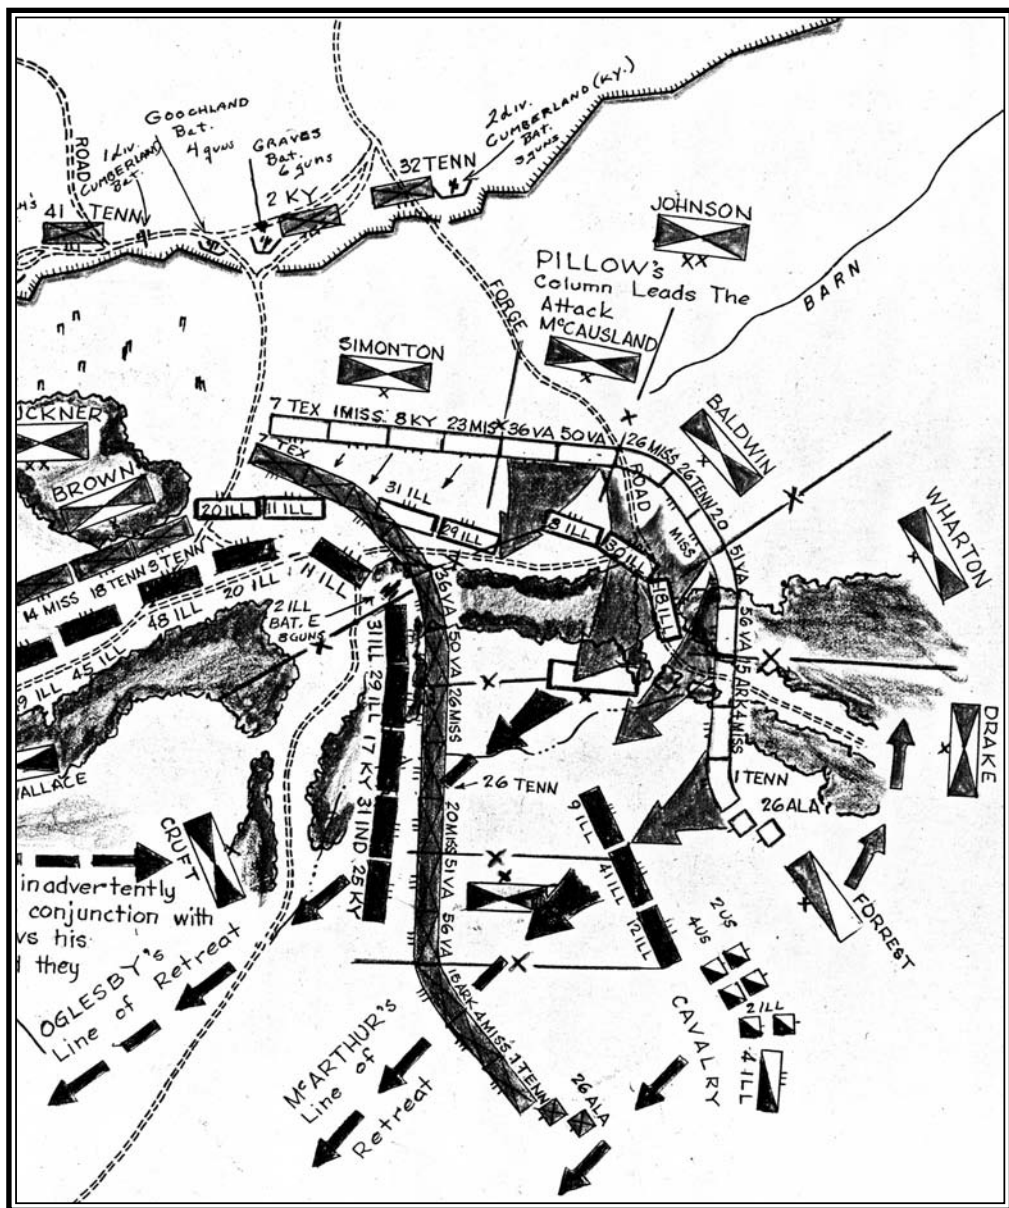 ROAD
GOOCHLAND
Bat.
4 guns
1 Div.
CUMBERLAND
Bat.
GRAVES
Bat.
6 guns
2 Div.
CUMBERLAND (KY.)
Bat.
3 guns
32 TENN
2 KY
41 TENN
JOHNSON
XX
FORGE
PILLOW's
Column Leads The
Attack
McCAUSLAND
X
BARN
SIMONTON
X
BALDWIN
X
7 TEX 1 MISS. 8 KY 23 MISS 36 VA 50 VA
26 MISS 26 TENN 20
MISS
ROAD
7 TEX
UCKNER
XX
BROWN
X
20 ILL 11 ILL
31 ILL
29 ILL
8 ILL
30 ILL
18 ILL
51 VA
56 VA 15 ARK 4 MISS
1 TENN
26 ALA
WHARTON
X
DRAKE
X
14 MISS 18 TENN 3 TENN
20 ILL
11 ILL
48 ILL
45 ILL
9 ILL
2 ILL
BAT. E
8 GUNS
31 ILL 29 ILL 17 KY 31 IND 25 KY
36 VA 50 VA 26 MISS
26 TENN
20 MISS 51 VA 56 VA
15 ARK 4 MISS 1 TENN
26 ALA
9 ILL 41 ILL 12 ILL
FORREST
X
2 US
4 US
2 ILL
4 ILL
CAVALRY
WALLACE
CRUFT
X
inadvertently
conjunction with
vs his
they
OGLESBY's
Line of Retreat
McARTHUR's
Line of
Retreat